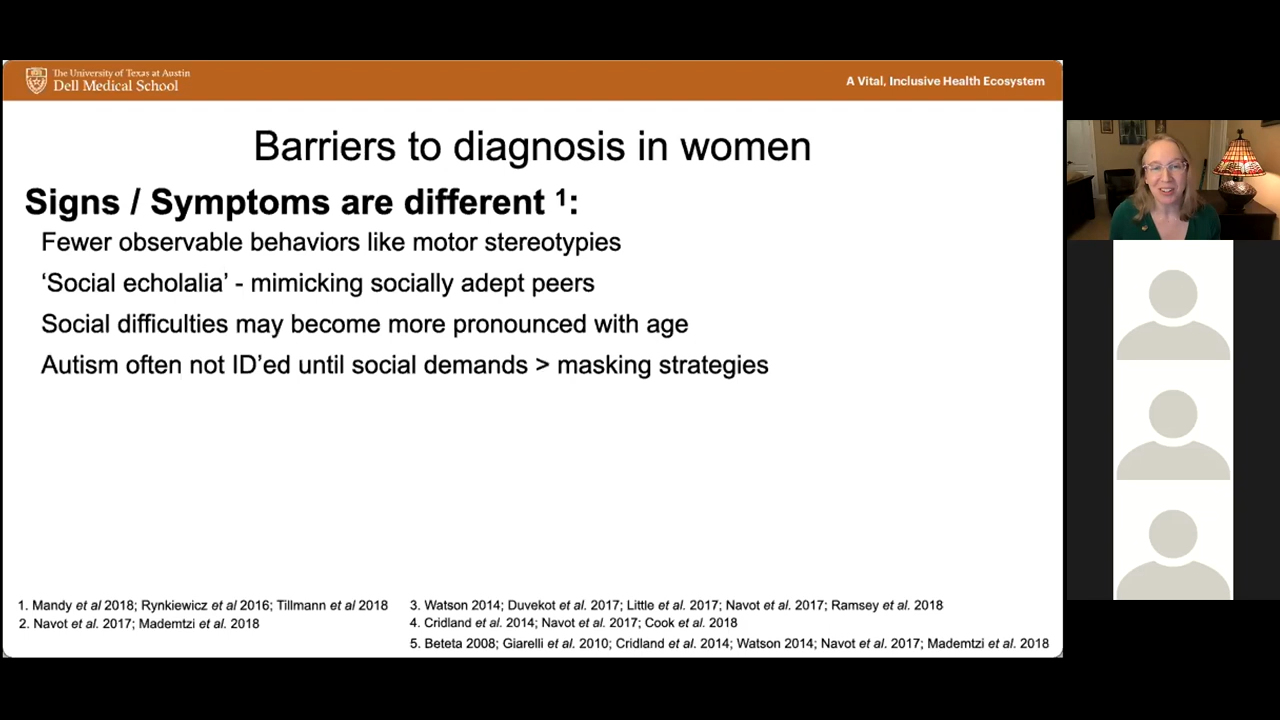 The University of Texas at Austin
Dell Medical School
A Vital, Inclusive Health Ecosystem
Barriers to diagnosis in women
Signs / Symptoms are different ¹:
Fewer observable behaviors like motor stereotypies
‘Social echolalia’ - mimicking socially adept peers
Social difficulties may become more pronounced with age
Autism often not ID’ed until social demands > masking strategies
1. Mandy et al 2018; Rynkiewicz et al 2016; Tillmann et al 2018
2. Navot et al. 2017; Mademtzi et al. 2018
3. Watson 2014; Duvekot et al. 2017; Little et al. 2017; Navot et al. 2017; Ramsey et al. 2018
4. Cridland et al. 2014; Navot et al. 2017; Cook et al. 2018
5. Beteta 2008; Giarelli et al. 2010; Cridland et al. 2014; Watson 2014; Navot et al. 2017; Mademtzi et al. 2018